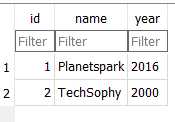 id name year
Filter Filter Filter
1 1 Planetspark 2016
2 2 TechSophy 2000